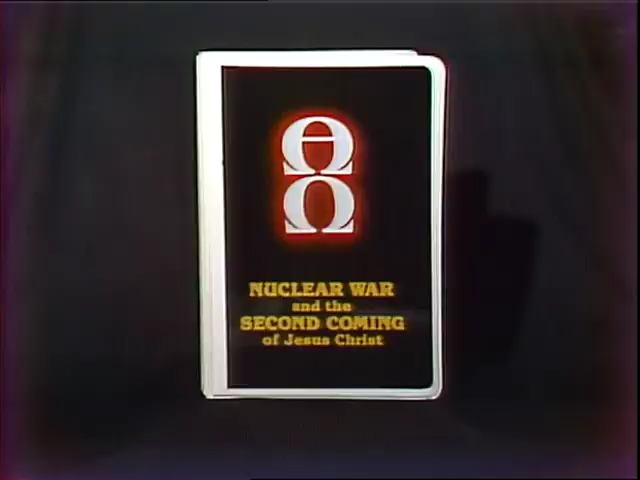 NUCLEAR WAR
and the
SECOND COMING
of Jesus Christ